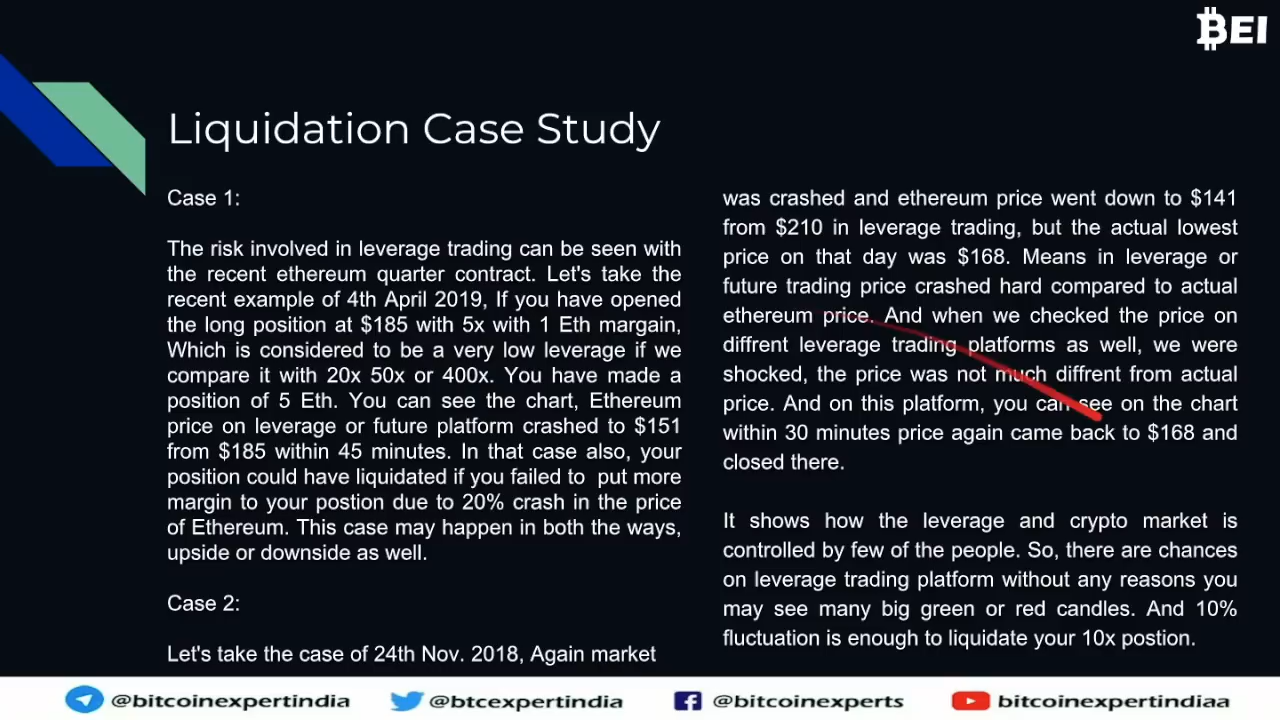 BEI
Liquidation Case Study
Case 1:
The risk involved in leverage trading can be seen with
the recent ethereum quarter contract. Let's take the
recent example of 4th April 2019, If you have opened
the long position at $185 with 5x with 1 Eth margain,
Which is considered to be a very low leverage if we
compare it with 20x 50x or 400x. You have made a
position of 5 Eth. You can see the chart, Ethereum
price on leverage or future platform crashed to $151
from $185 within 45 minutes. In that case also, your
position could have liquidated if you failed to put more
margin to your postion due to 20% crash in the price
of Ethereum. This case may happen in both the ways,
upside or downside as well.
Case 2:
Let's take the case of 24th Nov. 2018, Again market
was crashed and ethereum price went down to $141
from $210 in leverage trading, but the actual lowest
price on that day was $168. Means in leverage or
future trading price crashed hard compared to actual
ethereum price. And when we checked the price on
diffrent leverage trading platforms as well, we were
shocked, the price was not much diffrent from actual
price. And on this platform, you can see on the chart
within 30 minutes price again came back to $168 and
closed there.
It shows how the leverage and crypto market is
controlled by few of the people. So, there are chances
on leverage trading platform without any reasons you
may see many big green or red candles. And 10%
fluctuation is enough to liquidate your 10x postion.
@bitcoinexpertindia @btcexpertindia @bitcoinexperts bitcoinexpertindiaa